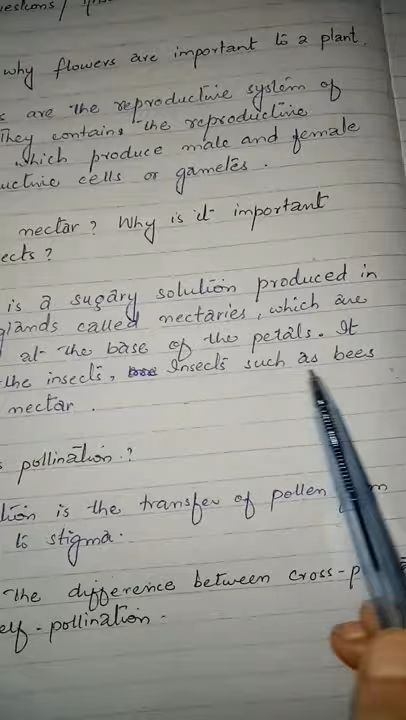 why flowers are important to a plant.
s are the reproductive system of
They contains the reproductive
which produce male and female
uctive cells or gametes.
nectar? Why is it important
ects?
is a sugary solution produced in
glands called nectaries, which are
at the base of the petals. It
the insects, Insects such as bees
nectar.
s pollination?
tion is the transfer of pollen
to stigma.
The difference between cross-p
elf-pollination.